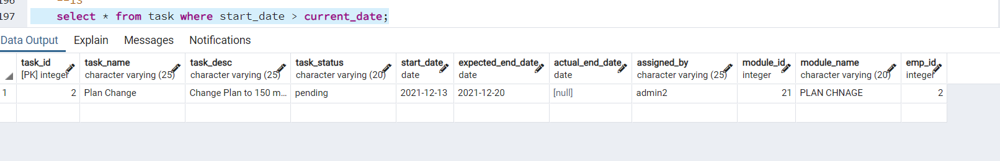 --13
197 select * from task where start_date > current_date;
Data Output Explain Messages Notifications
task_id task_name task_desc task_status start_date expected_end_date actual_end_date assigned_by module_id module_name emp_id
[PK] integer character varying (25) character varying (25) character varying (20) date date date character varying (25) integer character varying (20) integer
1 2 Plan Change Change Plan to 150 m... pending 2021-12-13 2021-12-20 [null] admin2 21 PLAN CHNAGE 2